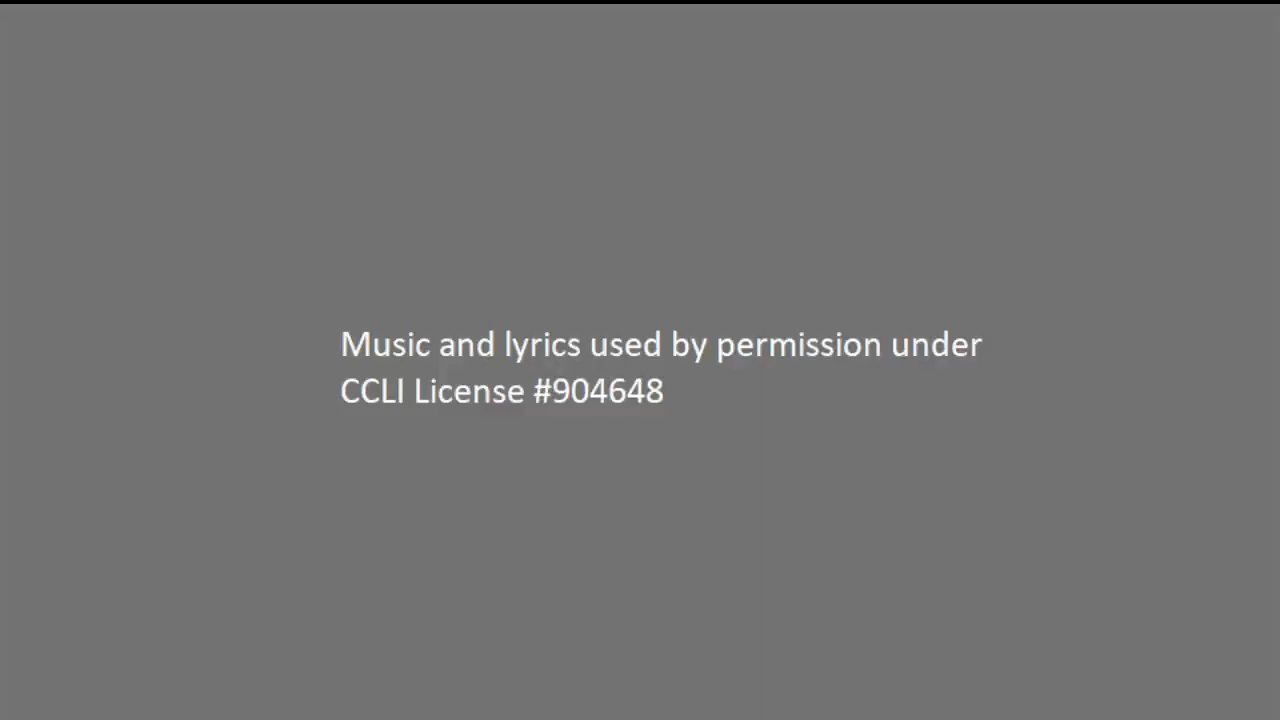 Music and lyrics used by permission under
CCLI License #904648